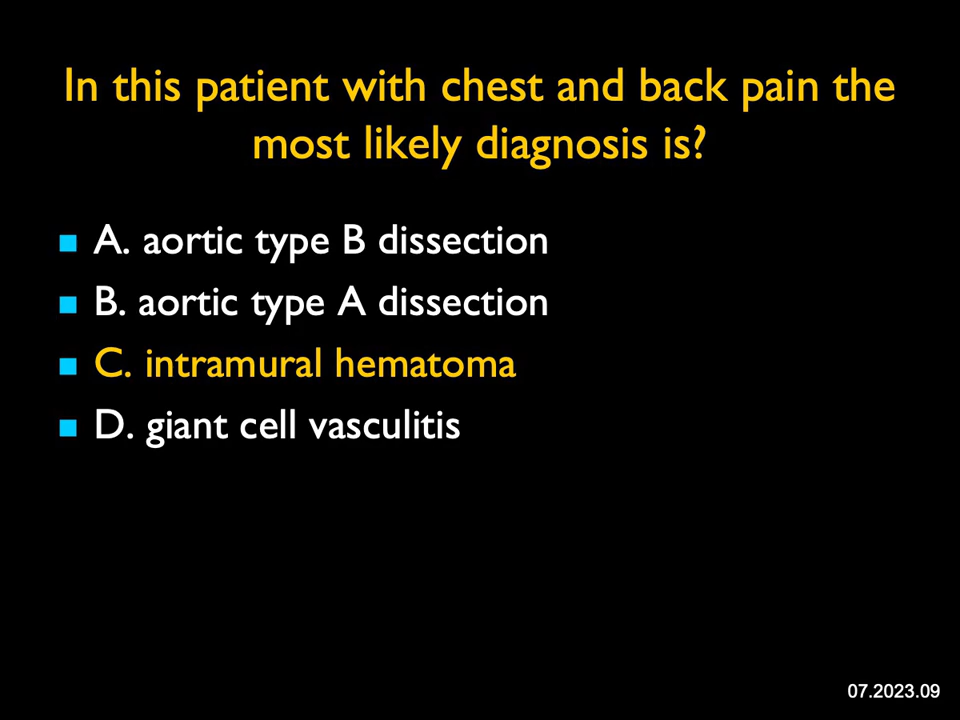 In this patient with chest and back pain the
most likely diagnosis is?
A. aortic type B dissection
B. aortic type A dissection
C. intramural hematoma
D. giant cell vasculitis
07.2023.09